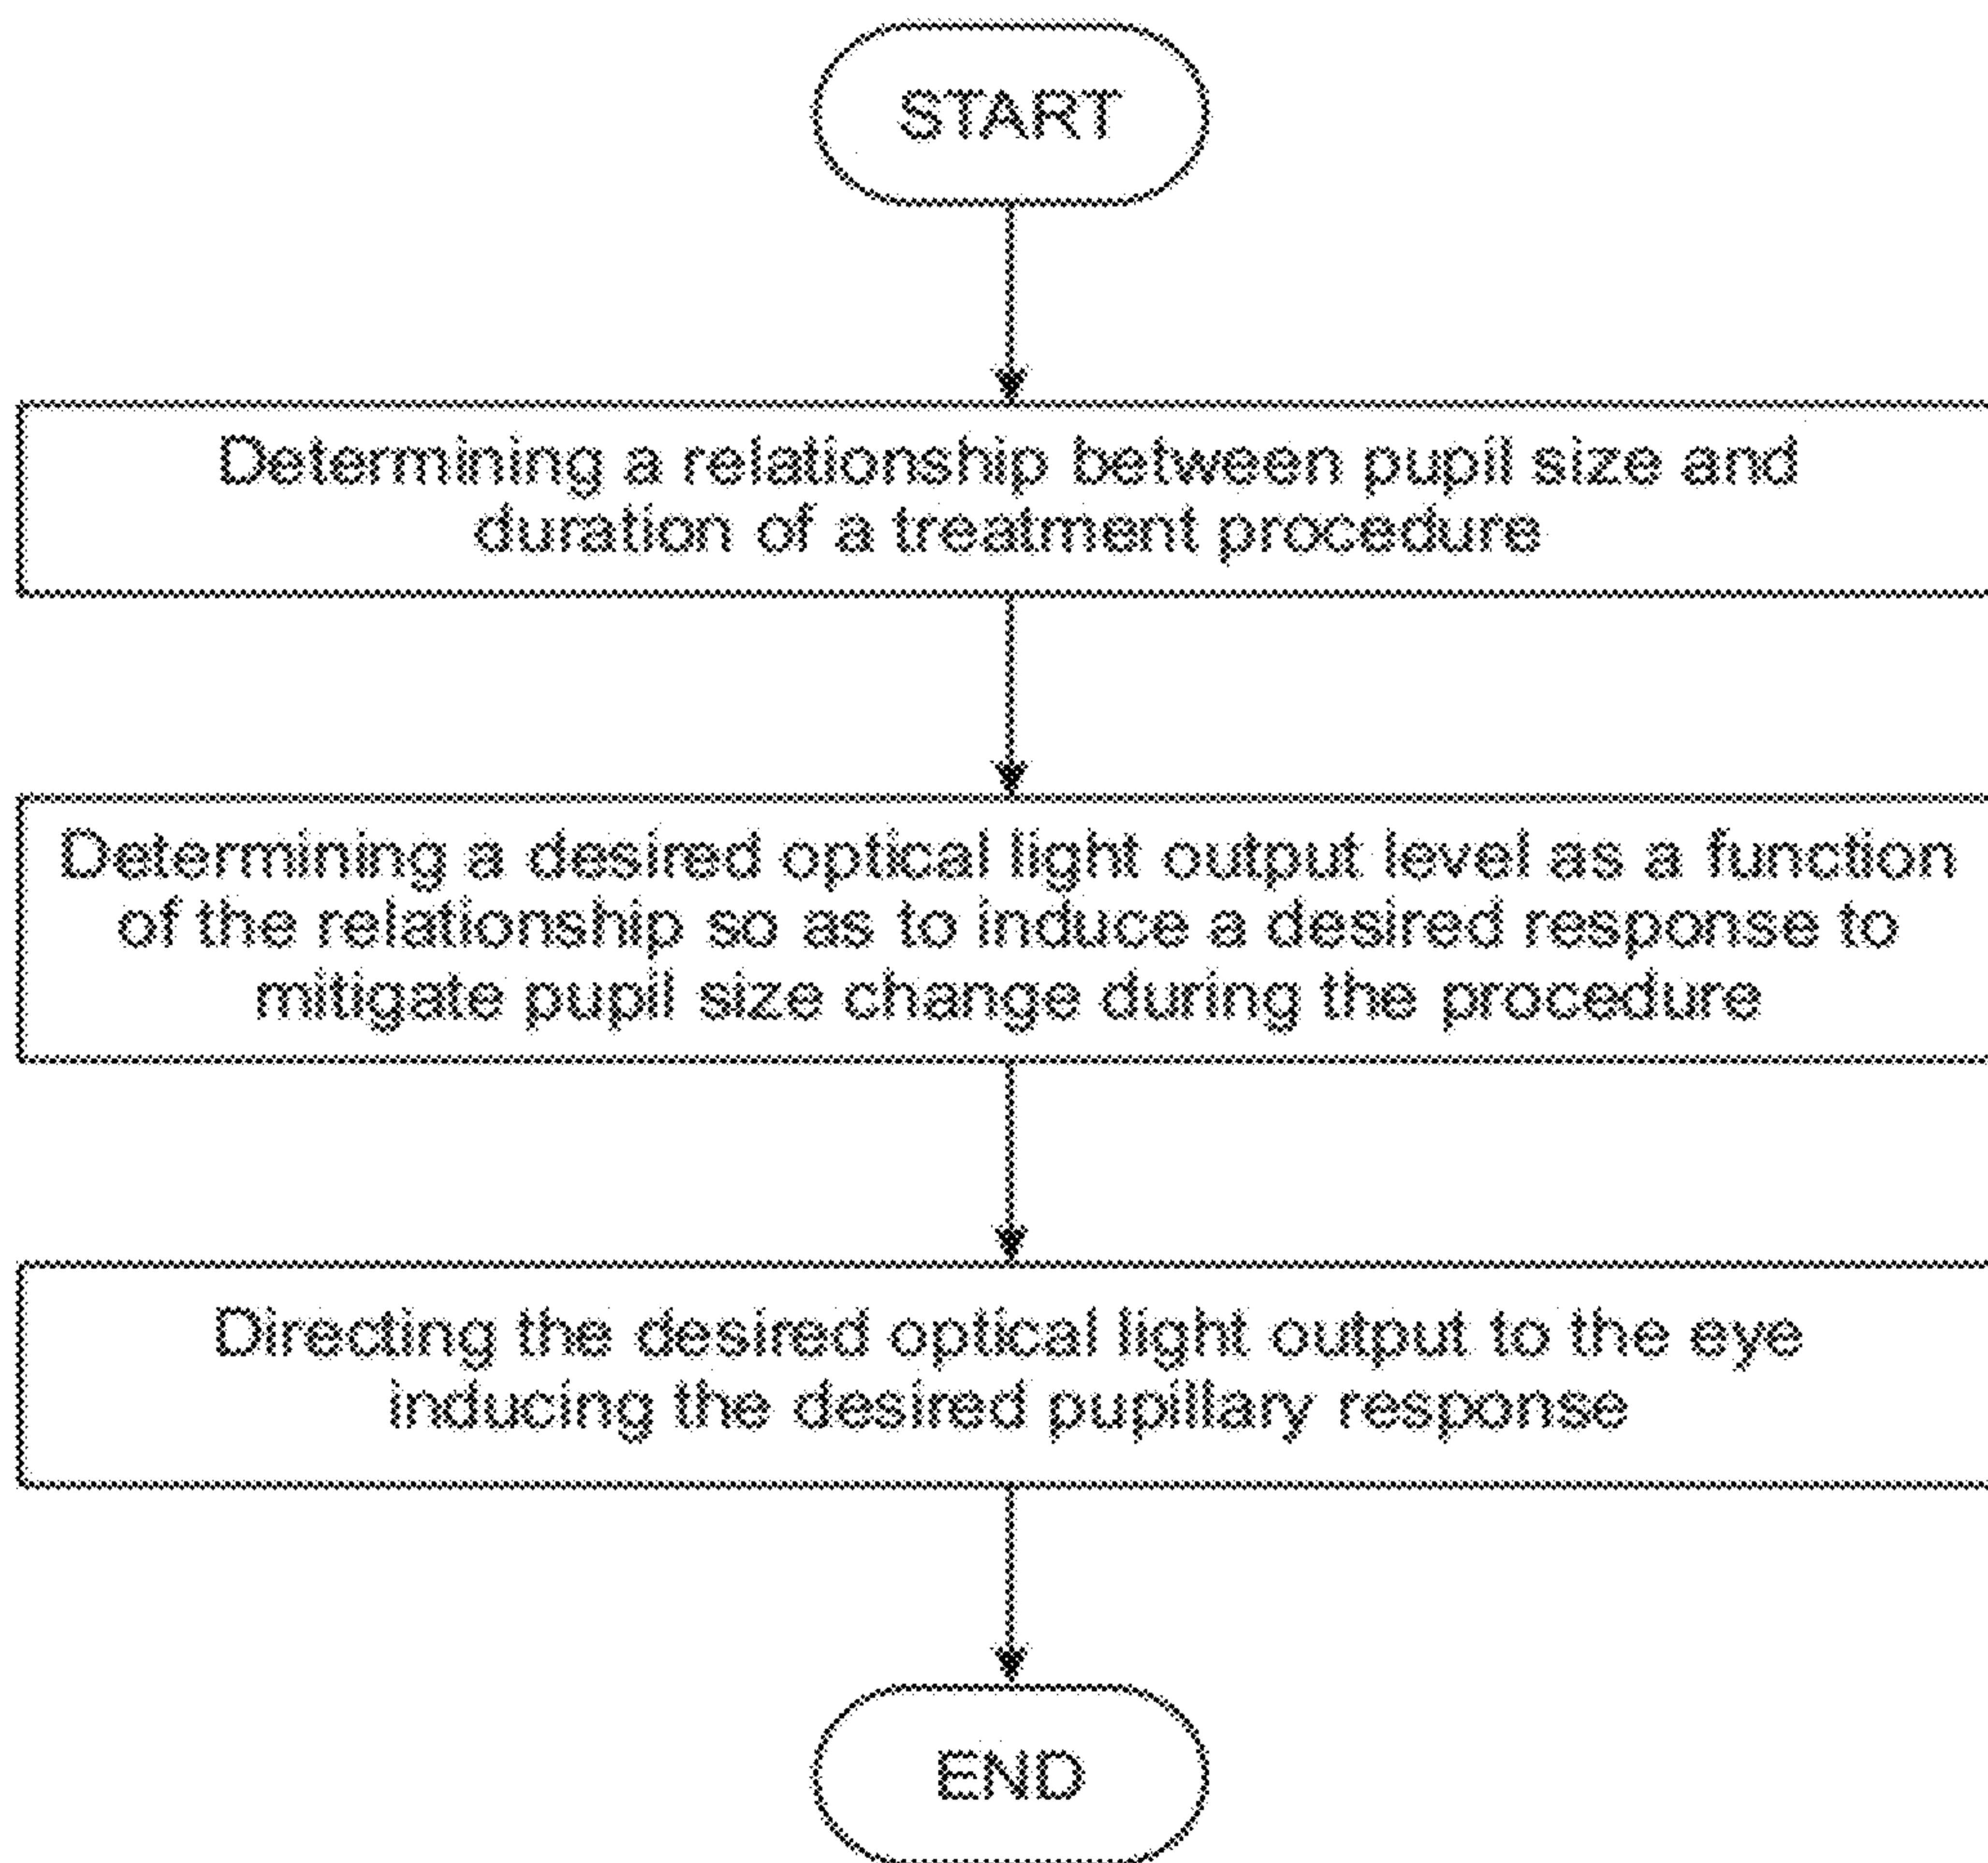 START
Determining a relationship between pupil size and
duration of a treatment procedure
Determining a desired optical light output level as a function
of the relationship so as to induce a desired response to
mitigate pupil size change during the procedure
Directing the desired optical light output to the eye
inducing the desired pupillary response
END